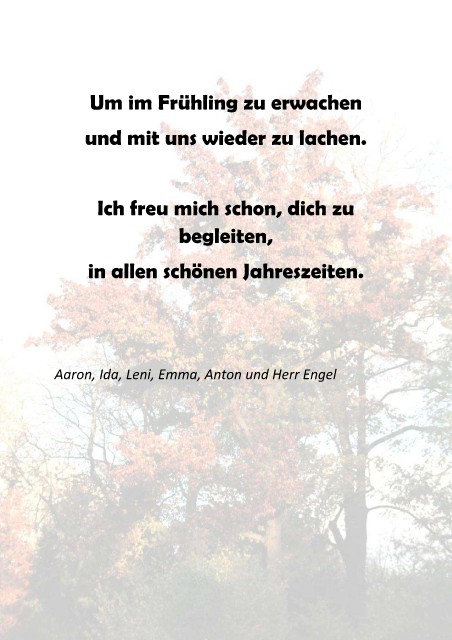 Um im Frühling zu erwachen
und mit uns wieder zu lachen.
Ich freu mich schon, dich zu
begleiten,
in allen schönen Jahreszeiten.
Aaron, Ida, Leni, Emma, Anton und Herr Engel